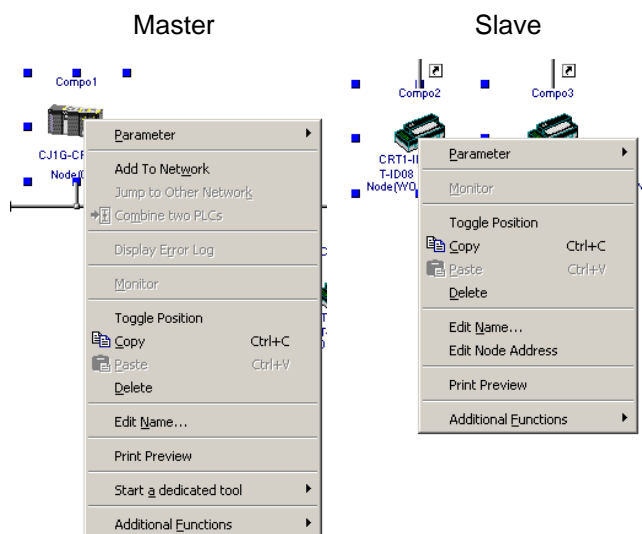 Master
Slave
Compo1
CJ1G-CP
Node(0
Parameter
Add To Network
Jump to Other Network
Combine two PLCs
Display Error Log
Monitor
Toggle Position
Copy Ctrl+C
Paste Ctrl+V
Delete
Edit Name...
Print Preview
Start a dedicated tool
Additional Functions
Compo2
Compo3
CRT1-I
T-ID08
Node(W0
Parameter
Monitor
Toggle Position
Copy Ctrl+C
Paste Ctrl+V
Delete
Edit Name...
Edit Node Address
Print Preview
Additional Functions